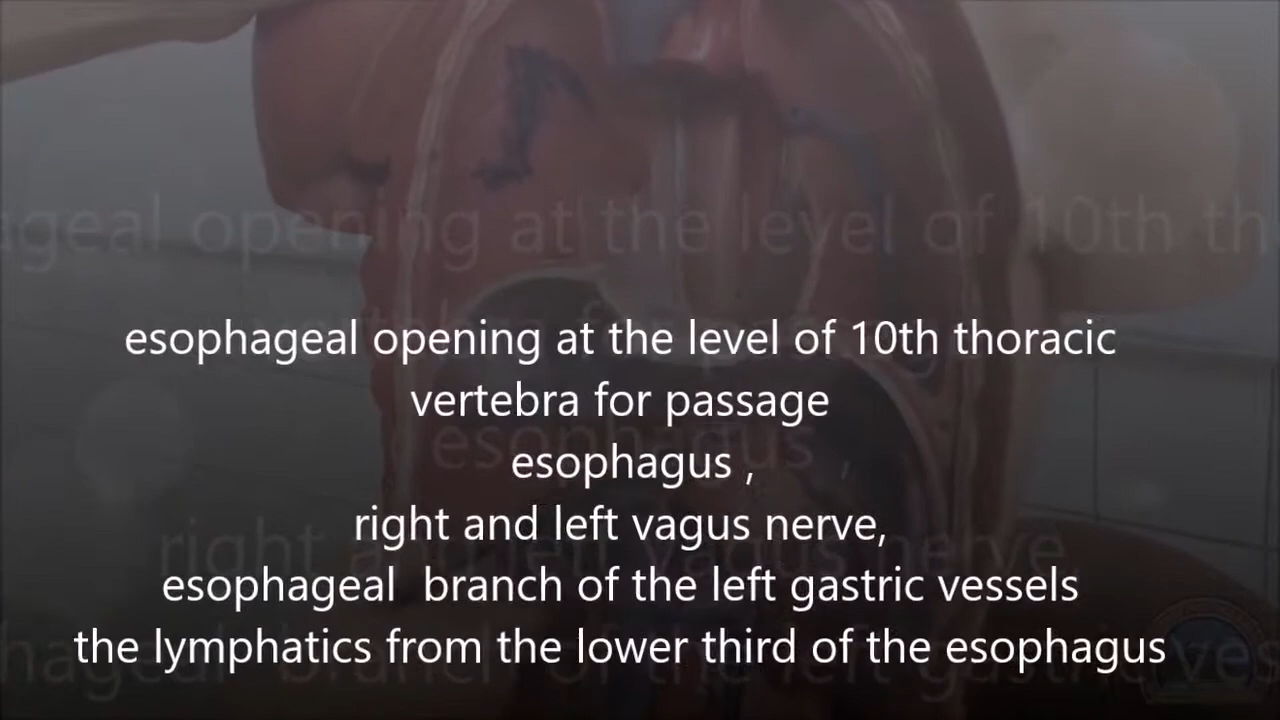 esophageal opening at the level of 10th thoracic
vertebra for passage
esophagus ,
right and left vagus nerve,
esophageal  branch of the left gastric vessels
the lymphatics from the lower third of the esophagus